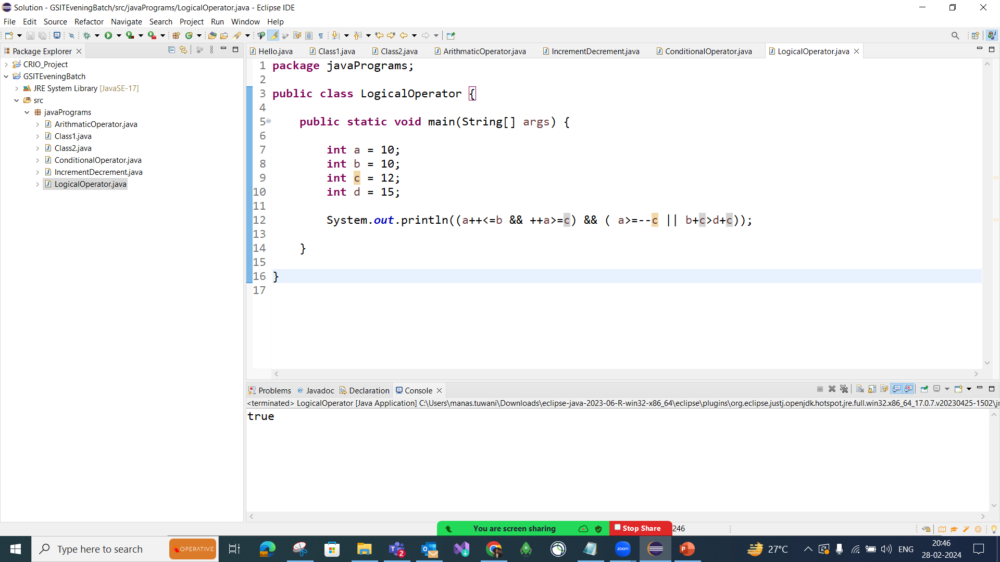 Solution - GSITEveningBatch/src/javaPrograms/LogicalOperator.java - Eclipse IDE
File Edit Source Refactor Navigate Search Project Run Window Help
Package Explorer
CRIO_Project
GSITEveningBatch
JRE System Library [JavaSE-17]
src
javaPrograms
ArithmaticOperator.java
Class1.java
Class2.java
ConditionalOperator.java
IncrementDecrement.java
LogicalOperator.java
Hello.java Class1.java Class2.java ArithmaticOperator.java IncrementDecrement.java ConditionalOperator.java LogicalOperator.java
1 package javaPrograms;
2
3 public class LogicalOperator {
4
5 public static void main(String[] args) {
6
7 int a = 10;
8 int b = 10;
9 int c = 12;
10 int d = 15;
11
12 System.out.println((a++<=b && ++a>=c) && ( a>=--c || b+c>d+c));
13
14 }
15
16 }
17
Problems @ Javadoc Declaration Console
<terminated> LogicalOperator [Java Application] C:\Users\manas.tuwani\Downloads\eclipse-java-2023-06-R-win32-x86_64\eclipse\plugins\org.eclipse.justj.openjdk.hotspot.jre.full.win32.x86_64_17.0.7.v20230425-1502\j
true
You are screen sharing Stop Share 246
Type here to search OPERATIVE 2 zoom 27°C ENG 20:46
28-02-2024